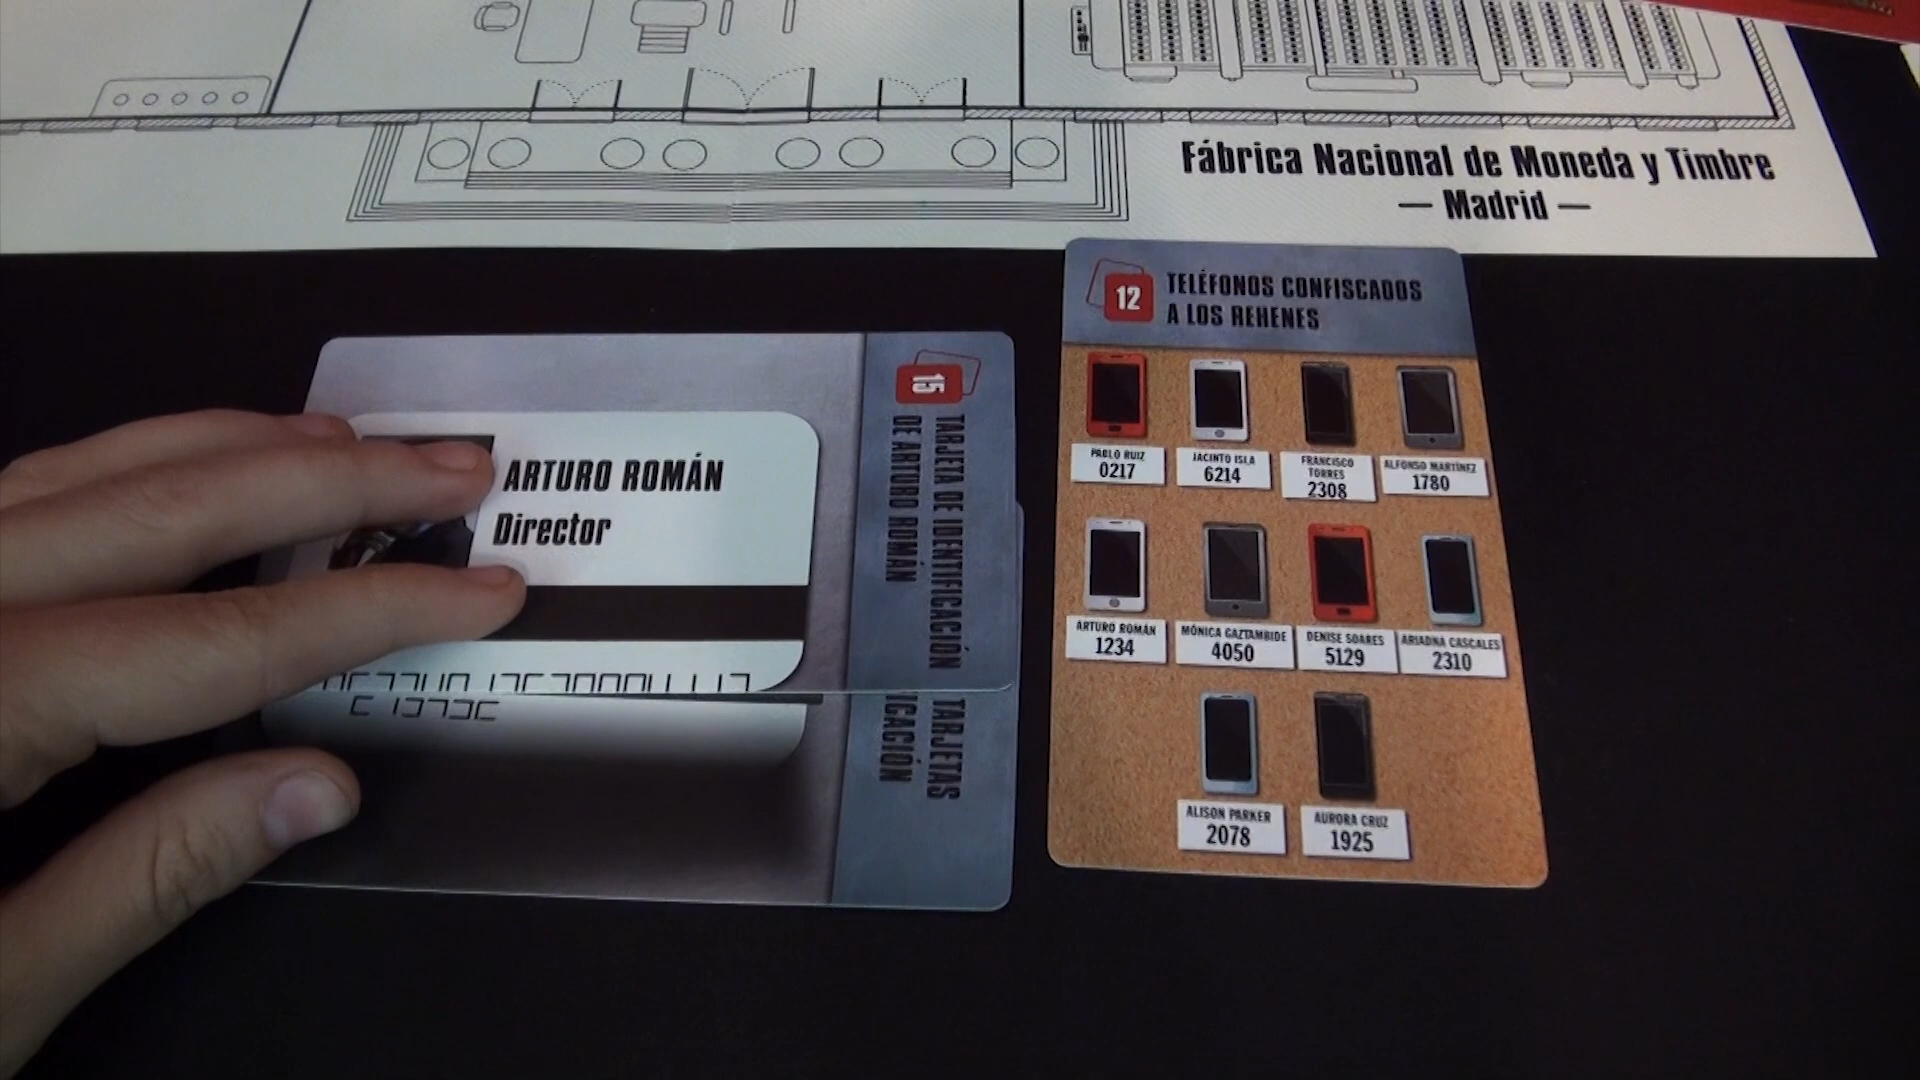 Fábrica Nacional de Moneda y Timbre
— Madrid —
12
TELÉFONOS CONFISCADOS
A LOS REHENES
PABLO RUIZ
0217
JACINTO ISLA
6214
FRANCISCO
TORRES
2308
ALFONSO MARTÍNEZ
1780
ARTURO ROMÁN
1234
MÓNICA GAZTAMBIDE
4050
DENISE SOARES
5129
ARIADNA CASCALES
2310
ALISON PARKER
2078
AURORA CRUZ
1925
15
TARJETA DE IDENTIFICACIÓN
DE ARTURO ROMÁN
ARTURO ROMÁN
Director
TARJETAS